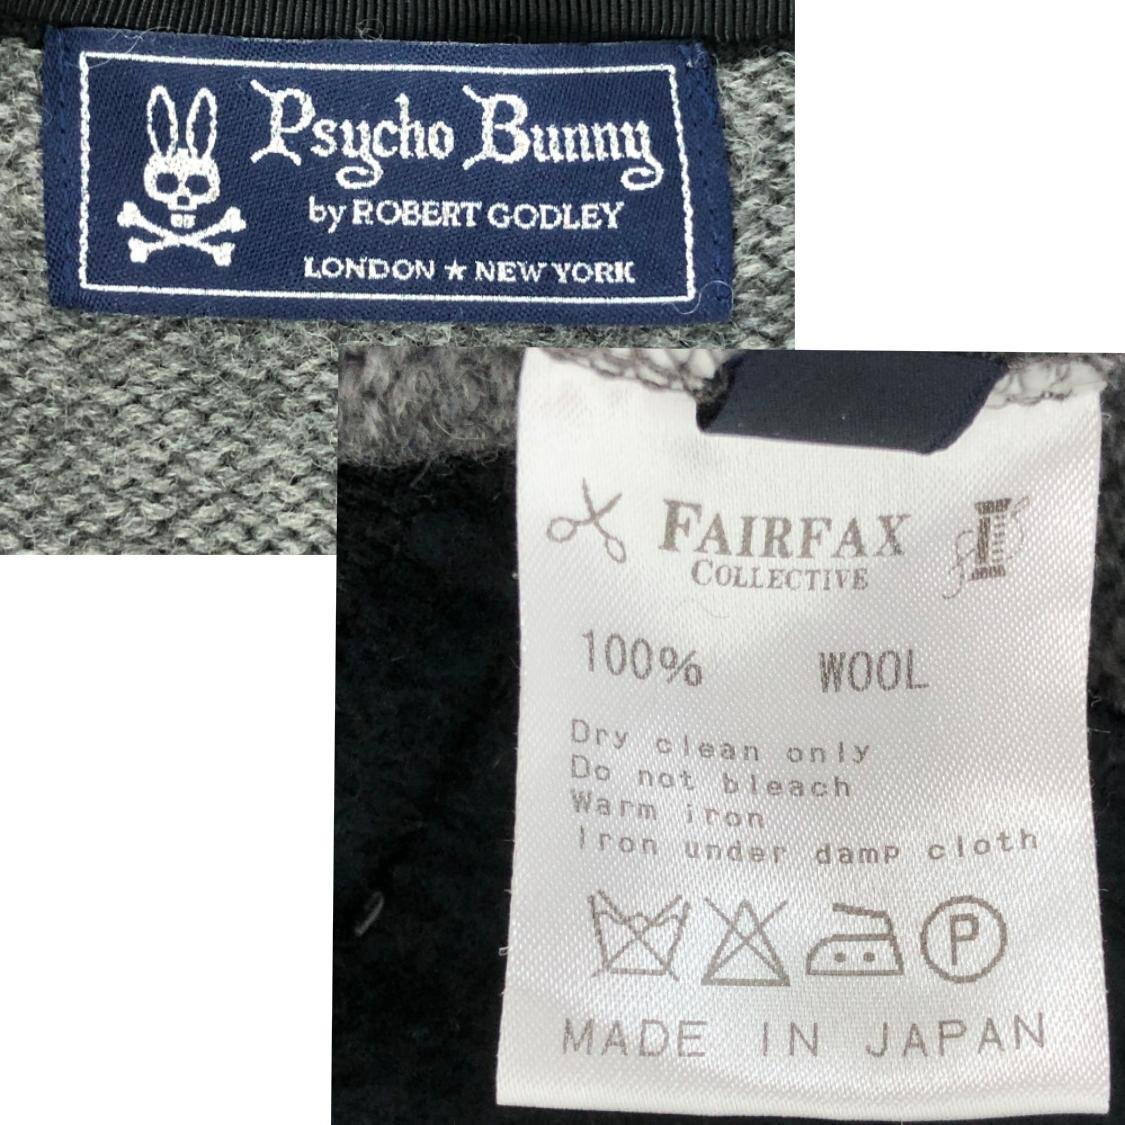 Psycho Bunny
by ROBERT GODLEY
LONDON ★ NEW YORK
FAIRFAX
COLLECTIVE
100% WOOL
Dry clean only
Do not bleach
Warm iron
Iron under damp cloth
P
MADE IN JAPAN